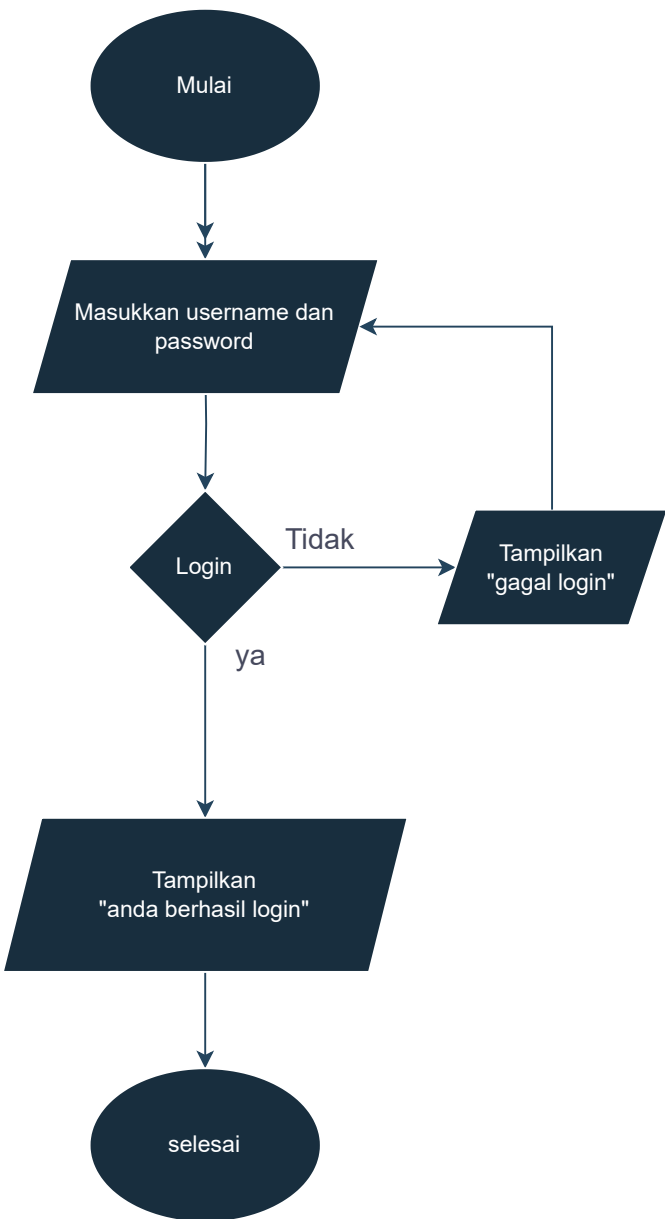 Mulai
Masukkan username dan
password
Login
Tidak
Tampilkan
"gagal login"
ya
Tampilkan
"anda berhasil login"
selesai